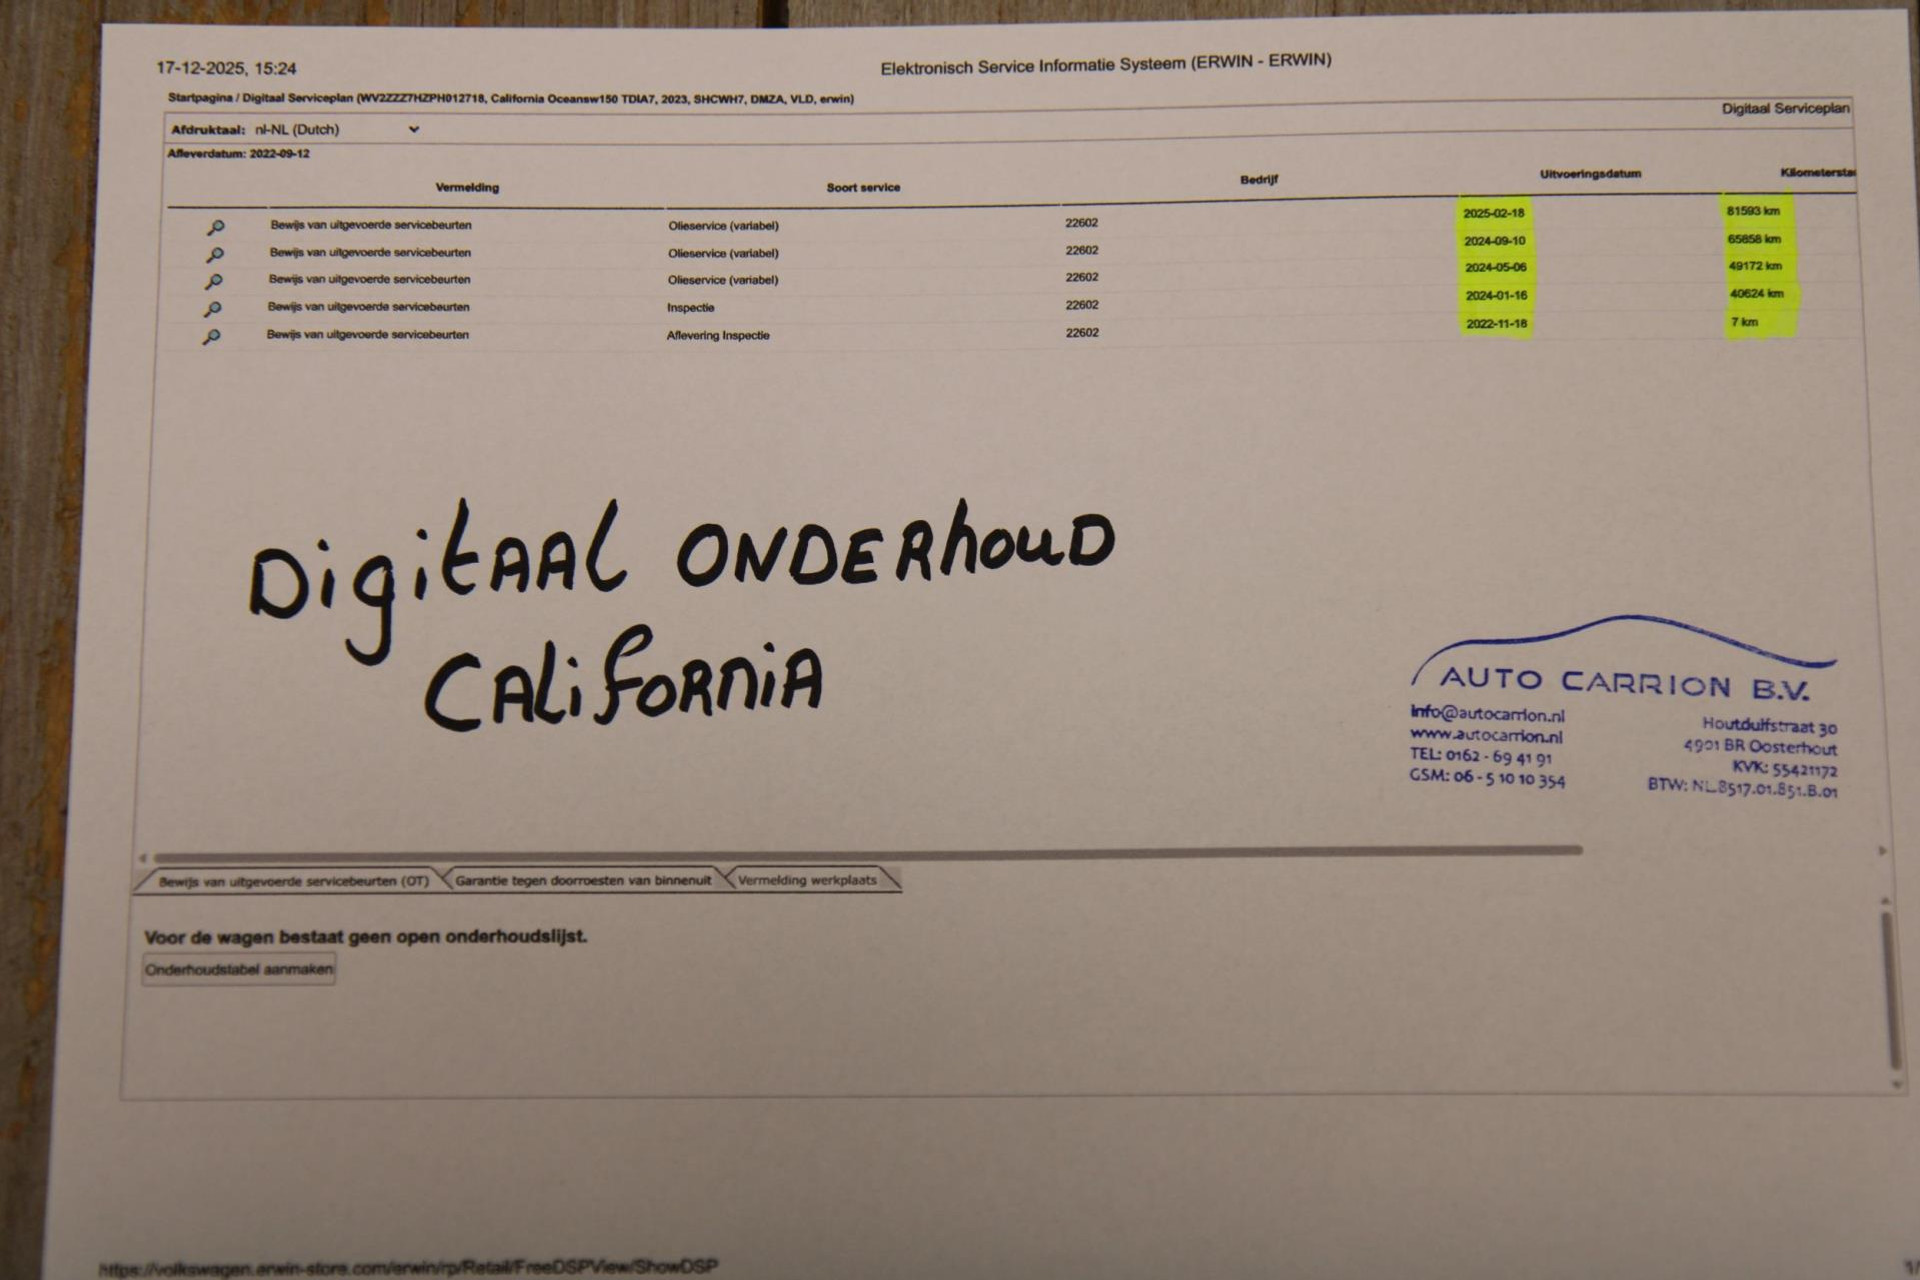 17-12-2025, 15:24
Elektronisch Service Informatie Systeem (ERWIN - ERWIN)
Startpagina / Digitaal Serviceplan (WV2ZZZ7HZPH012718, California Oceansw150 TDIA7, 2023, SHCWH7, DMZA, VLD, erwin)
Digitaal Serviceplan
Afdruktaal: nl-NL (Dutch)
Afleverdatum: 2022-09-12
Vermelding Soort service Bedrijf Uitvoeringsdatum Kilometersta
Bewijs van uitgevoerde servicebeurten Olieservice (variabel) 22602 2025-02-18 81593 km
Bewijs van uitgevoerde servicebeurten Olieservice (variabel) 22602 2024-09-10 65858 km
Bewijs van uitgevoerde servicebeurten Olieservice (variabel) 22602 2024-05-06 49172 km
Bewijs van uitgevoerde servicebeurten Inspectie 22602 2024-01-16 40624 km
Bewijs van uitgevoerde servicebeurten Aflevering Inspectie 22602 2022-11-18 7 km
DigitAAL ONDERhouD
CALiFORNiA
AUTO CARRION B.V.
info@autocarrion.nl Houtduifstraat 30
www.autocarrion.nl 4901 BR Oosterhout
TEL: 0162 - 69 41 91 KVK: 55421172
GSM: 06 - 5 10 10 354 BTW: NL.8517.01.851.B.01
Bewijs van uitgevoerde servicebeurten (OT) Garantie tegen doorroesten van binnenuit Vermelding werkplaats
Voor de wagen bestaat geen open onderhoudslijst.
Onderhoudstabel aanmaken
https://volkswagen.erwin-store.com/erwin/rp/Retail/FreeDSPView/ShowDSP